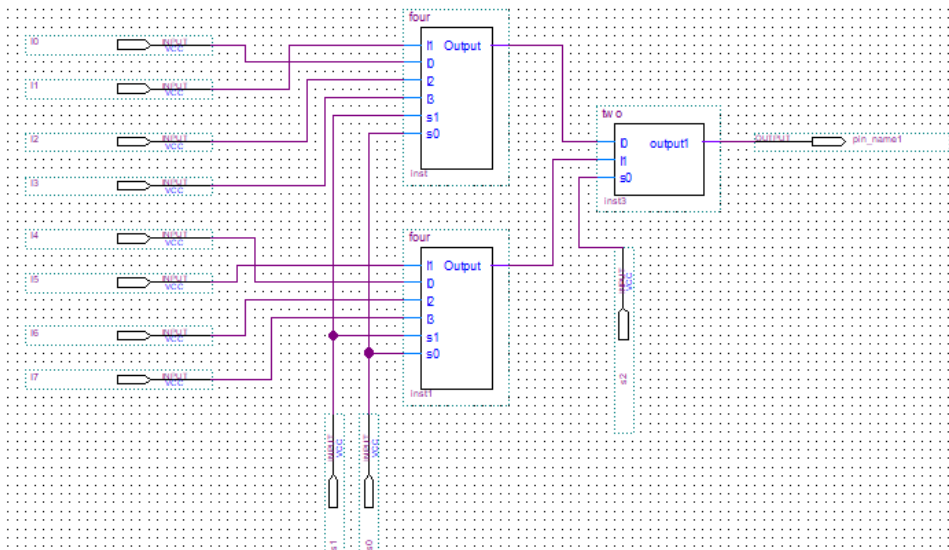 four
I0 INPUT VCC
I1 Output
I0
I1 INPUT VCC
I2
I3
s1
s0
I2 INPUT VCC
I3 INPUT VCC
inst
two
I0 output1
I1
s0
inst3
OUTPUT pin_name1
I4 INPUT VCC
I5 INPUT VCC
I6 INPUT VCC
I7 INPUT VCC
four
I1 Output
I0
I2
I3
s1
s0
inst1
INPUT VCC
s2
INPUT VCC
s1
INPUT VCC
s0